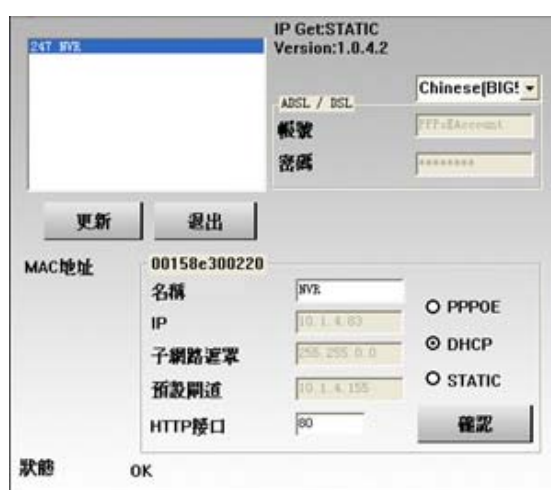 IP Get:STATIC
247 NVR
Version:1.0.4.2
Chinese(BIG!
ADSL / DSL
帳號
PPPoEAccount
密碼
********
更新
退出
MAC地址
00158e300220
名稱
NVR
PPPOE
IP
10.1.4.83
子網路遮罩
255.255.0.0
DHCP
預設閘道
10.1.4.155
STATIC
HTTP接口
80
確認
狀態
OK